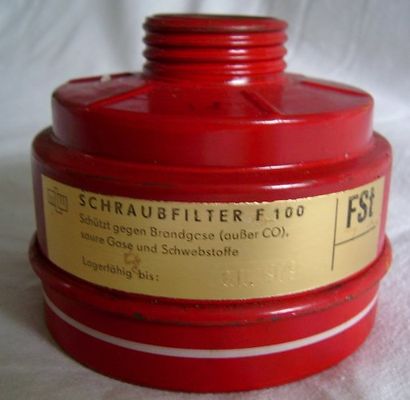 SCHRAUBFILTER F 100
FSt
Schützt gegen Brandgase (außer CO),
saure Gase und Schwebstoffe
Lagerfähig bis: